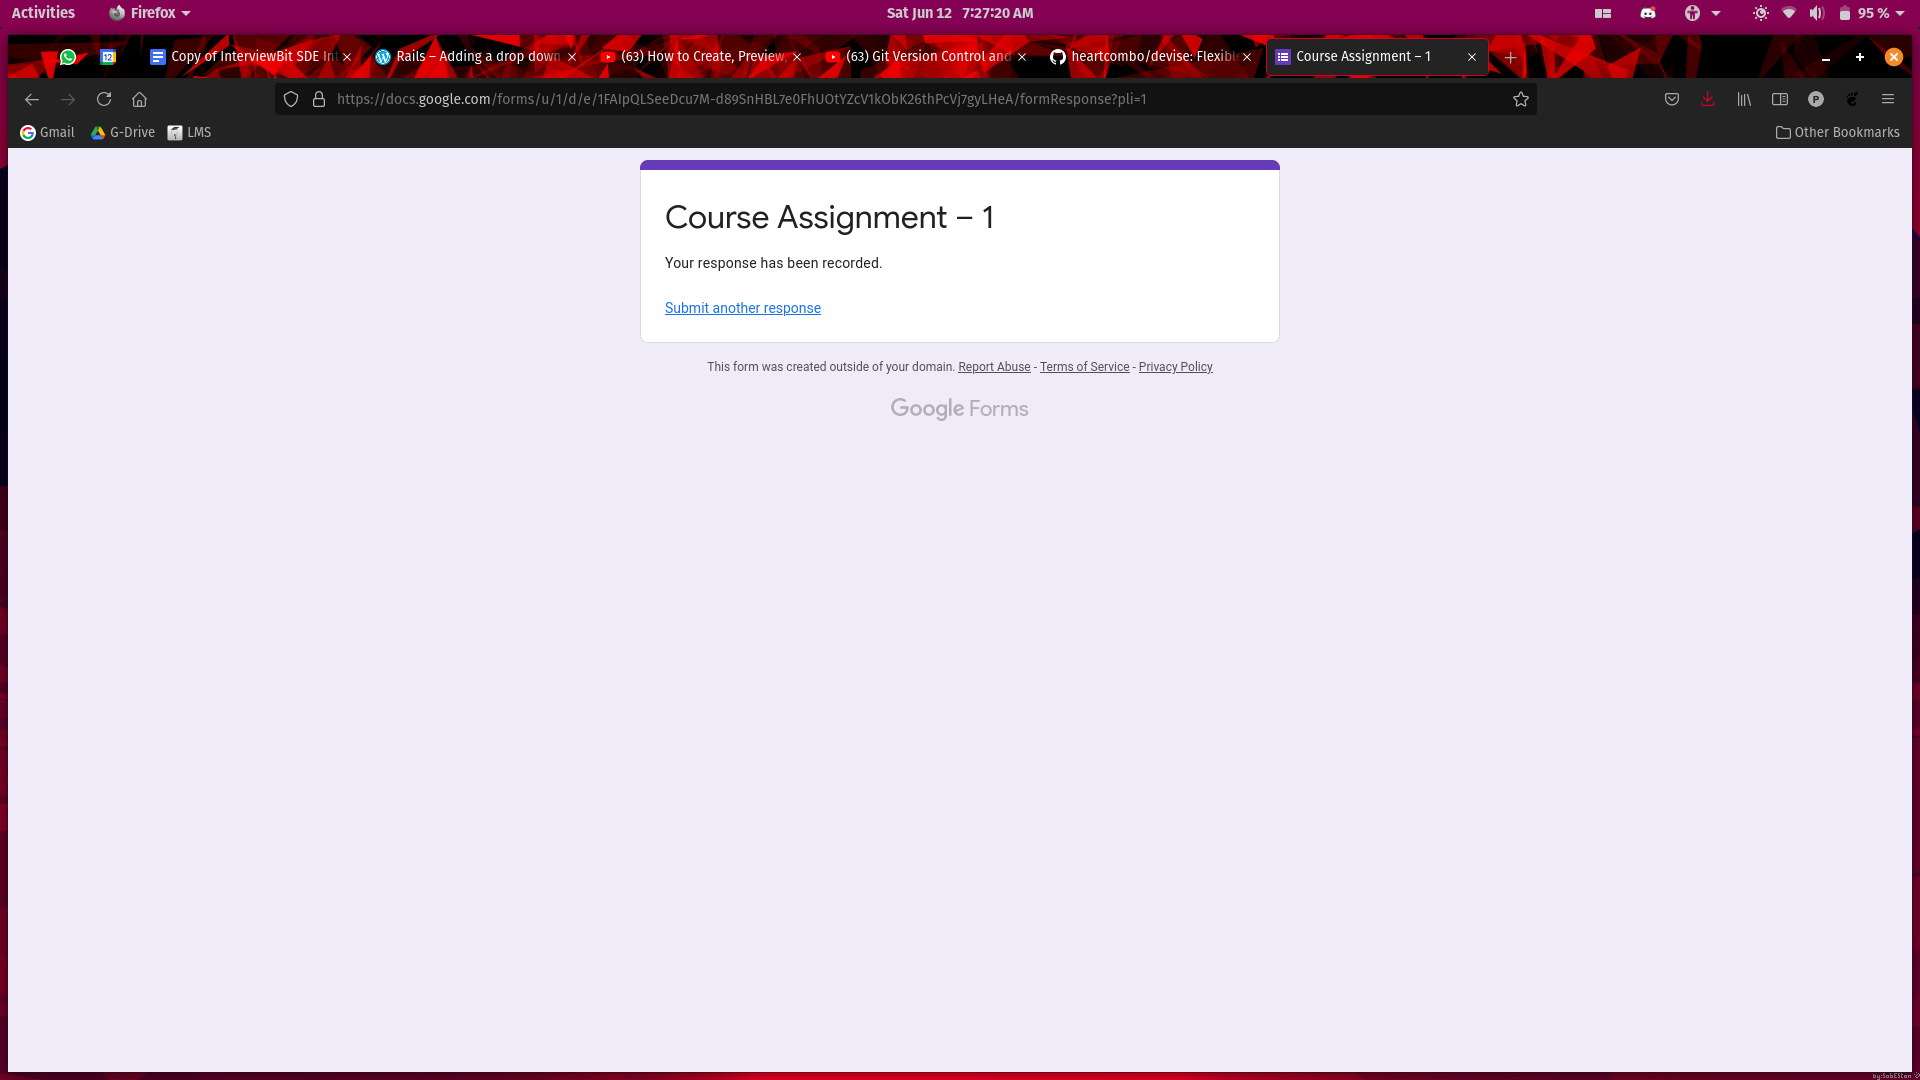 Activities Firefox Sat Jun 12 7:27:20 AM 95 %
12 Copy of InterviewBit SDE Int Rails – Adding a drop down (63) How to Create, Preview, (63) Git Version Control and heartcombo/devise: Flexible Course Assignment – 1
https://docs.google.com/forms/u/1/d/e/1FAIpQLSeeDcu7M-d89SnHBL7e0FhUOtYZcV1kObK26thPcVj7gyLHeA/formResponse?pli=1 P
Gmail G-Drive LMS Other Bookmarks
Course Assignment – 1
Your response has been recorded.
Submit another response
This form was created outside of your domain. Report Abuse - Terms of Service - Privacy Policy
Google Forms